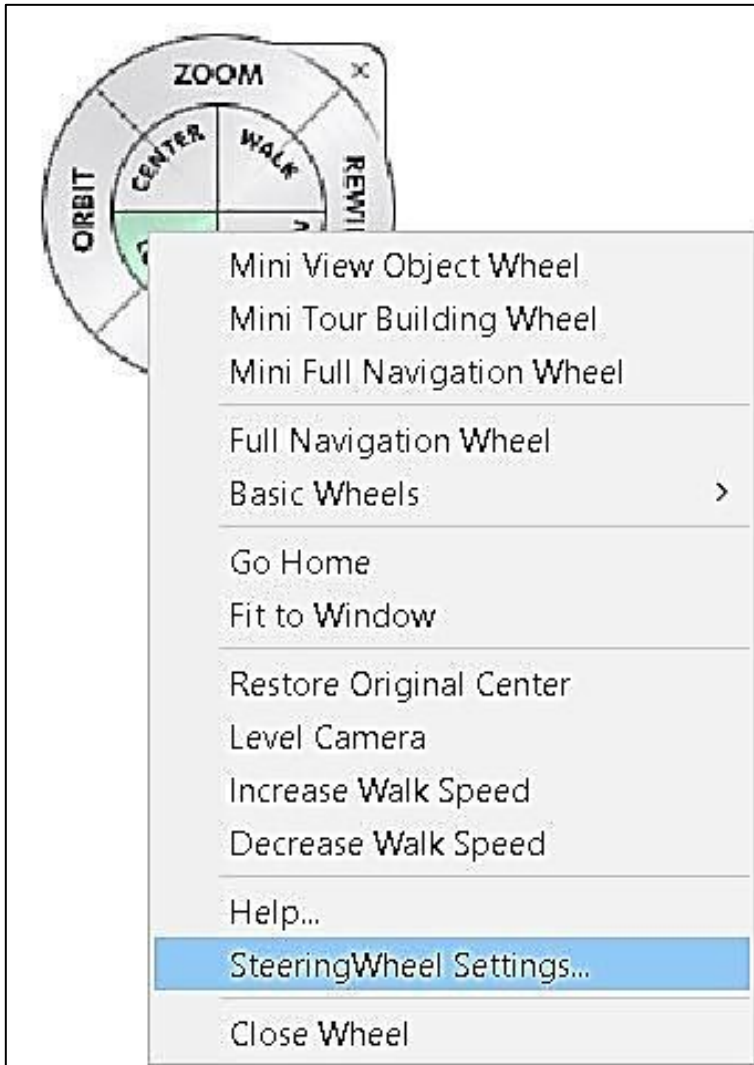 ZOOM
CENTER
WALK
ORBIT
Mini View Object Wheel
Mini Tour Building Wheel
Mini Full Navigation Wheel
Full Navigation Wheel
Basic Wheels
Go Home
Fit to Window
Restore Original Center
Level Camera
Increase Walk Speed
Decrease Walk Speed
Help...
SteeringWheel Settings...
Close Wheel